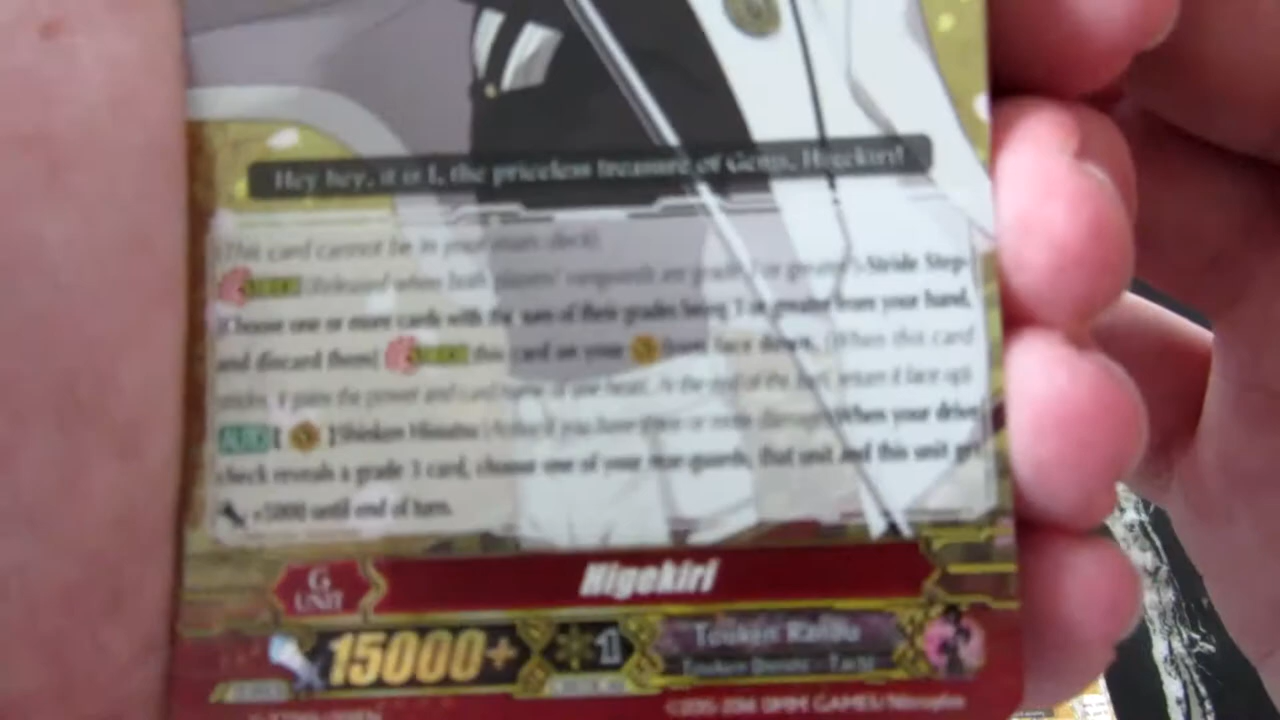 Hey hey, it is I, the priceless treasure of Genji, Higekiri!
(This card cannot be in your main deck)
(Released when both players' vanguards are grade 3 or greater) Stride Step-
[Choose one or more cards with the sum of their grades being 3 or greater from your hand,
and discard them] this card on your from face down. (When this card
it gains the power and card name of one heart. At the end of the turn, return it face up)
AUTO [ ] Shinken Hissatsu (Active if you have or more damage) When your drive
check reveals a grade 3 card, choose one of your rear-guards, that unit and this unit get
+5000 until end of turn.
G UNIT
Higekiri
15000+
1
Touken Ranbu
Touken Danshi - Tachi
DMM GAMES/Nitroplus